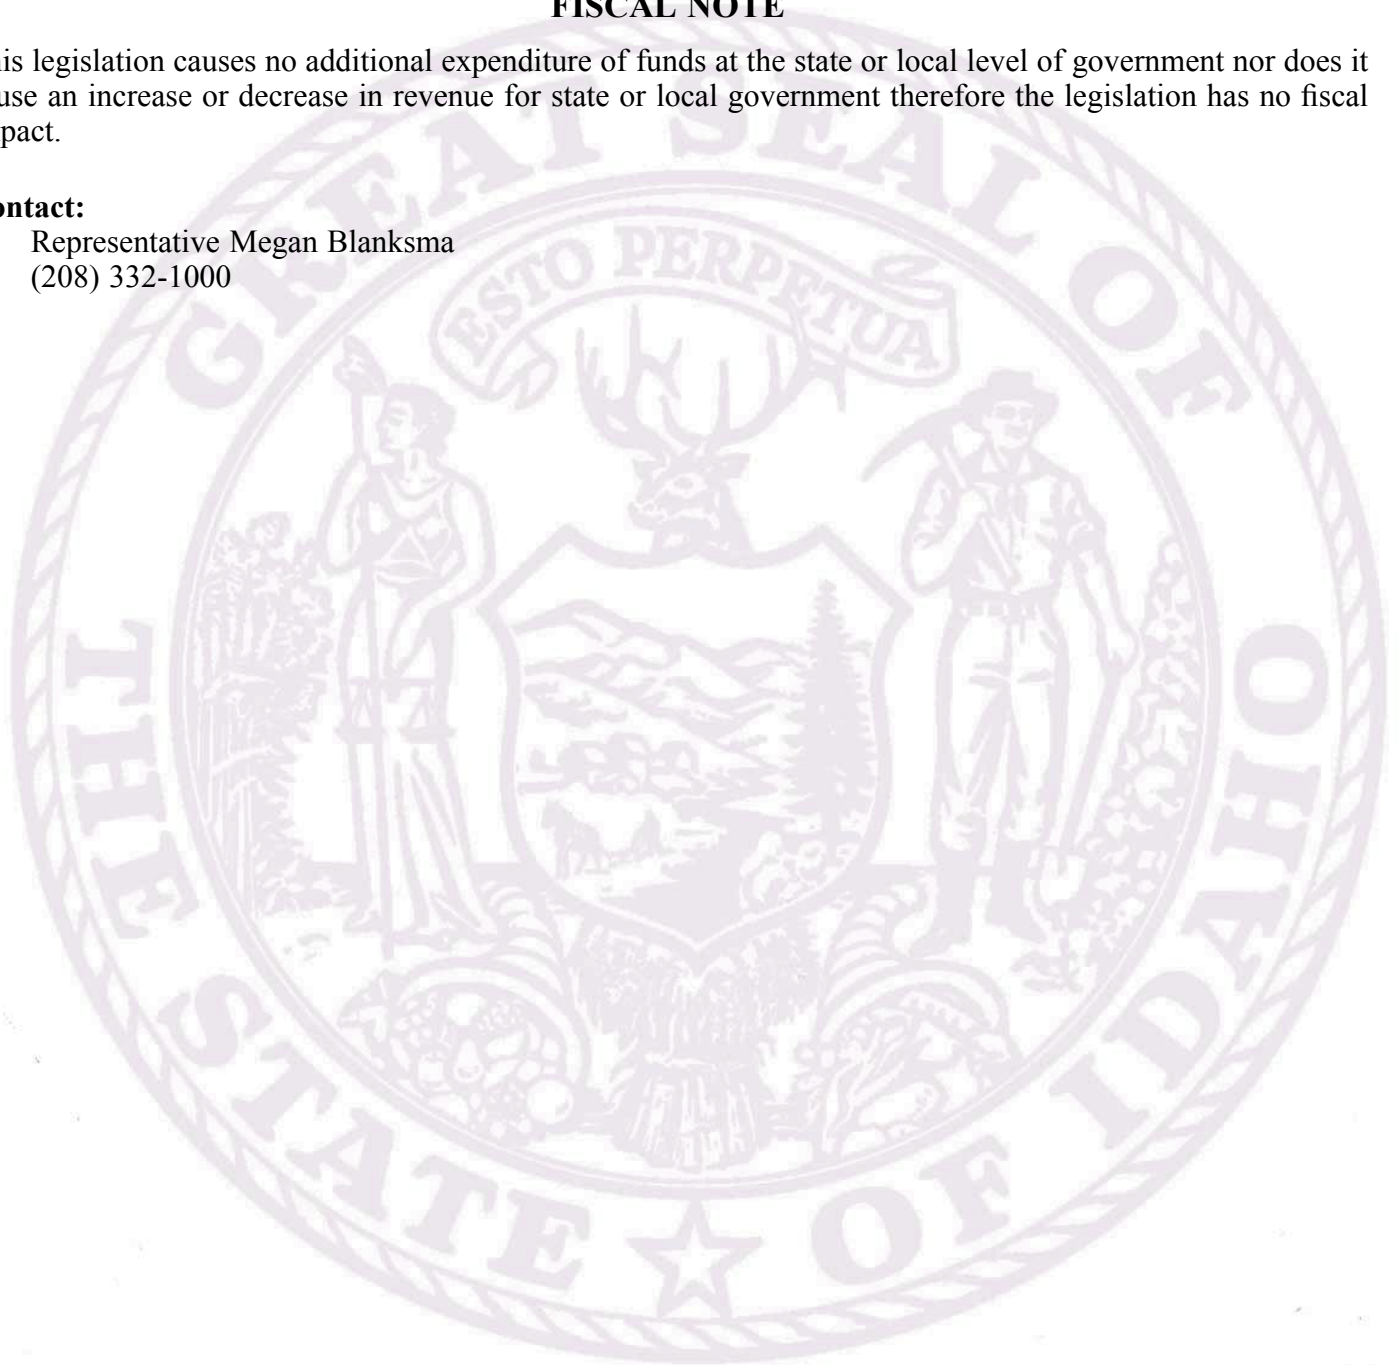 FISCAL NOTE
is legislation causes no additional expenditure of funds at the state or local level of government nor does it
use an increase or decrease in revenue for state or local government therefore the legislation has no fiscal
pact.
ontact:
Representative Megan Blanksma
(208) 332-1000
GREAT SEAL OF
ESTO PERPETUA
THE
IDAHO
STATE OF IDAHO